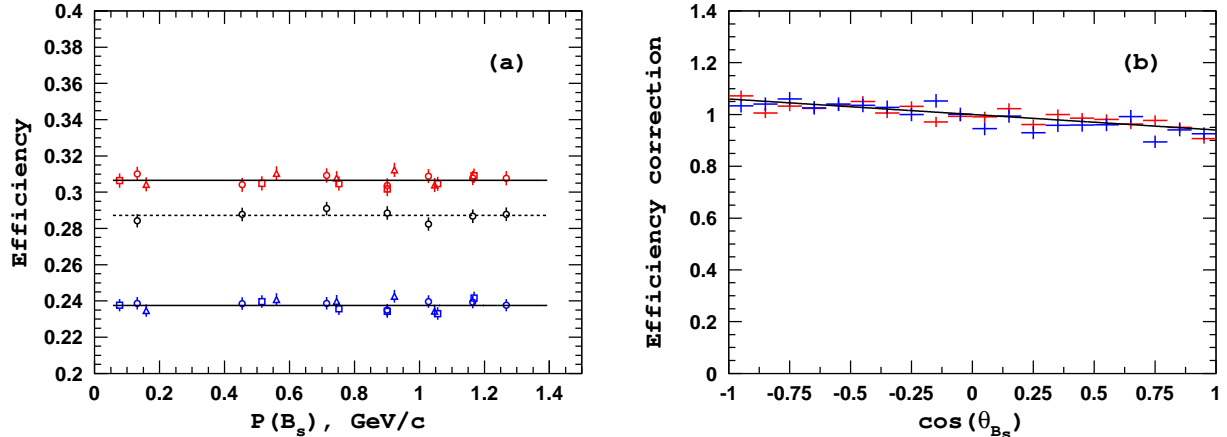 (a)
Efficiency
0.4
0.38
0.36
0.34
0.32
0.3
0.28
0.26
0.24
0.22
0.2
0 0.2 0.4 0.6 0.8 1 1.2 1.4
P(Bs), GeV/c
(b)
Efficiency correction
1.4
1.2
1
0.8
0.6
0.4
0.2
0
-1 -0.75 -0.5 -0.25 0 0.25 0.5 0.75 1
cos(θBs)